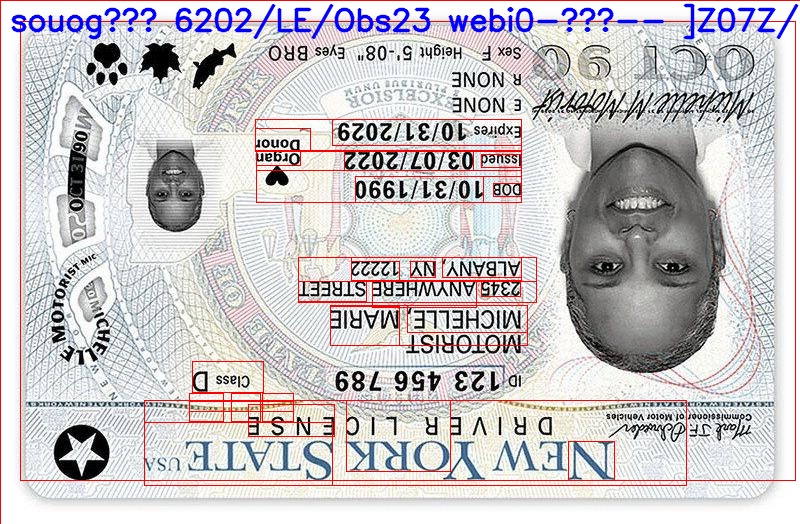 souog??? 6202/LE/Obs23 webi0-???-- ]Z07Z/
NEW YORK STATE USA
DRIVER LICENSE
Commissioner of Motor Vehicles
ID 123 456 789 Class D
MOTORIST
MICHELLE, MARIE
2345 ANYWHERE STREET
ALBANY, NY 12222
DOB 10/31/1990
Issued 03/07/2022
Expires 10/31/2029
Organ
Donor
E NONE
R NONE
Sex F Height 5'-08" Eyes BRO
Michelle M Motorist
OCT 90
EXCELSIOR